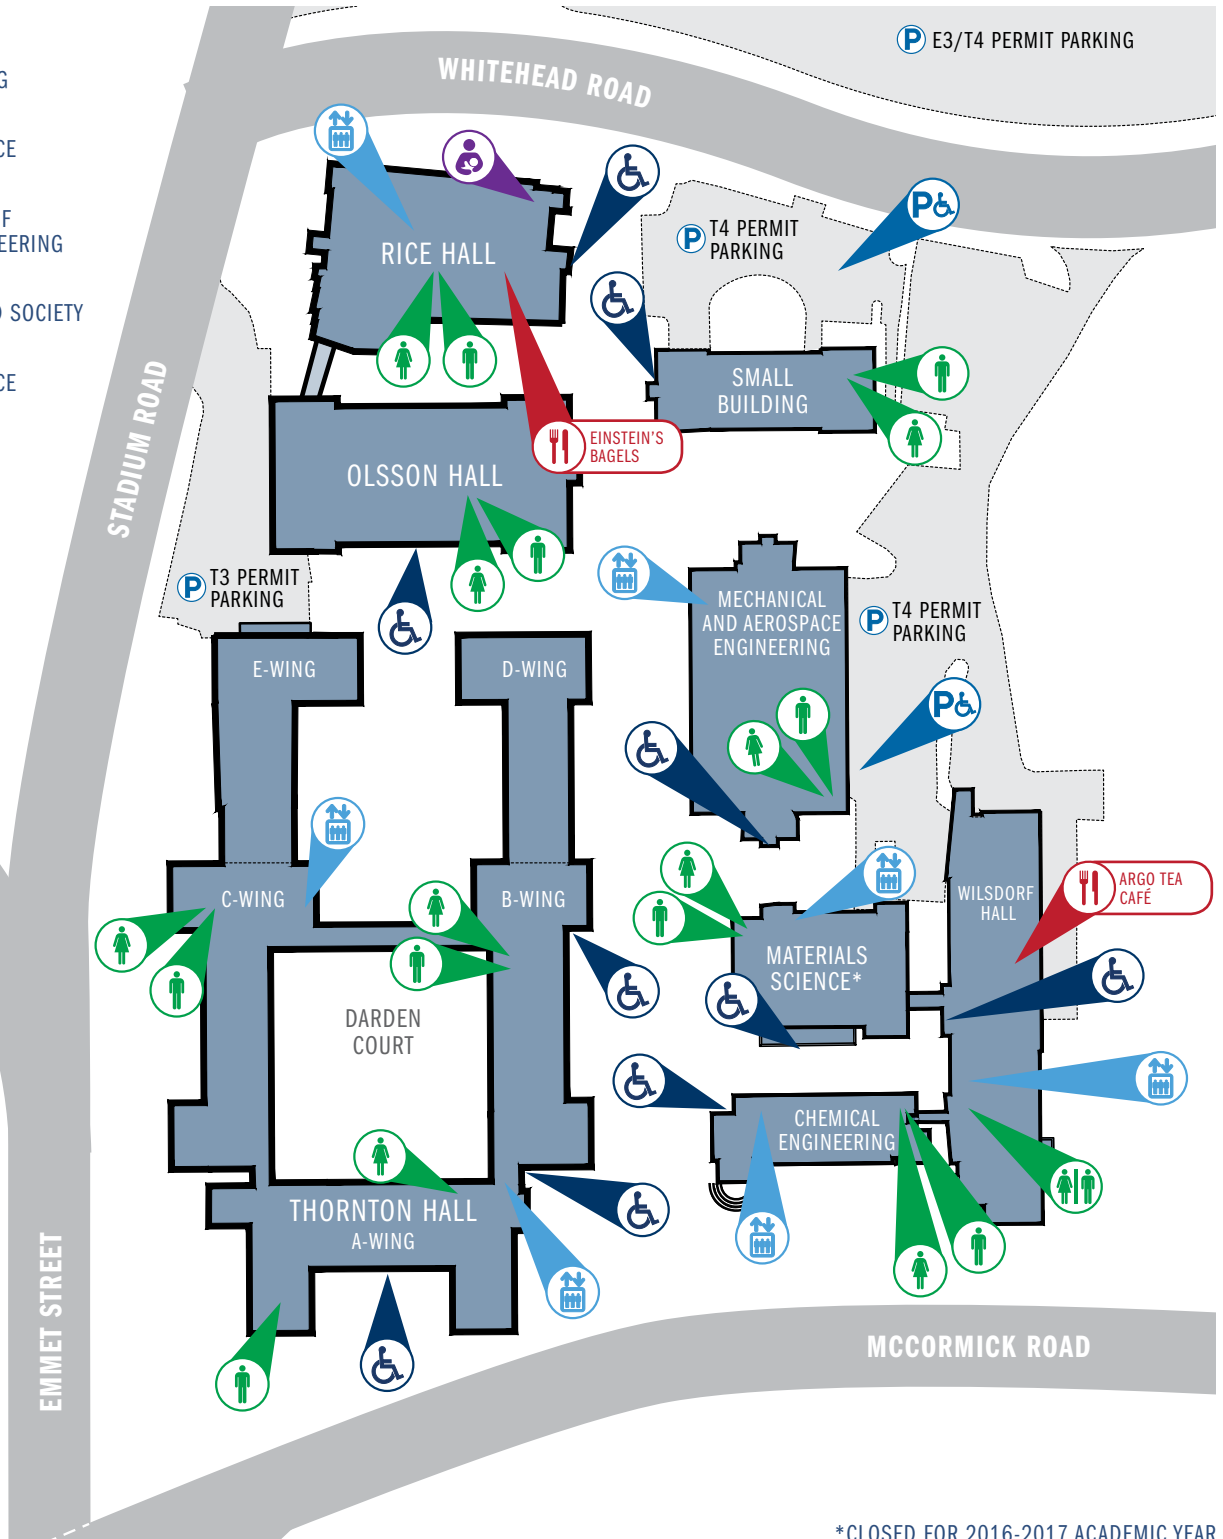 G
CE
F
EERING
D SOCIETY
CE
WHITEHEAD ROAD
P E3/T4 PERMIT PARKING
P T4 PERMIT
PARKING
P
RICE HALL
STADIUM ROAD
SMALL
BUILDING
EINSTEIN'S
BAGELS
OLSSON HALL
P T3 PERMIT
PARKING
MECHANICAL
AND AEROSPACE
ENGINEERING
P T4 PERMIT
PARKING
P
E-WING
D-WING
C-WING
B-WING
WILSDORF
HALL
ARGO TEA
CAFÉ
MATERIALS
SCIENCE*
DARDEN
COURT
CHEMICAL
ENGINEERING
THORNTON HALL
A-WING
EMMET STREET
MCCORMICK ROAD
*CLOSED FOR 2016-2017 ACADEMIC YEAR